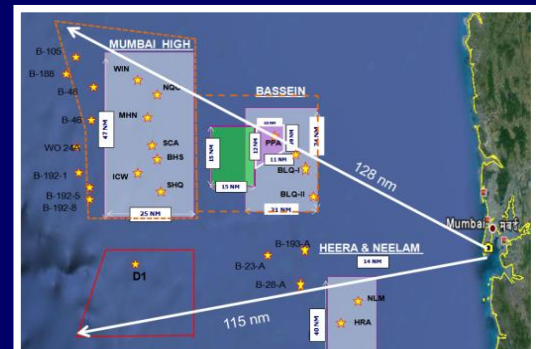 B-105
MUMBAI HIGH
B-188
WIN
NQO
B-48
BASSEIN
47 NM
MHN
B-46
PPA
24 NM
15 NM
12 NM
WO 24A
SCA
BHS
11 NM
BLQ-I
128 nm
B-192-1
ICW
SHQ
15 NM
BLQ-II
B-192-5
B-192-8
25 NM
31 NM
Mumbai मुंबई
B-193-A
HEERA & NEELAM
B-23-A
14 NM
D1
B-28-A
NLM
115 nm
40 NM
HRA